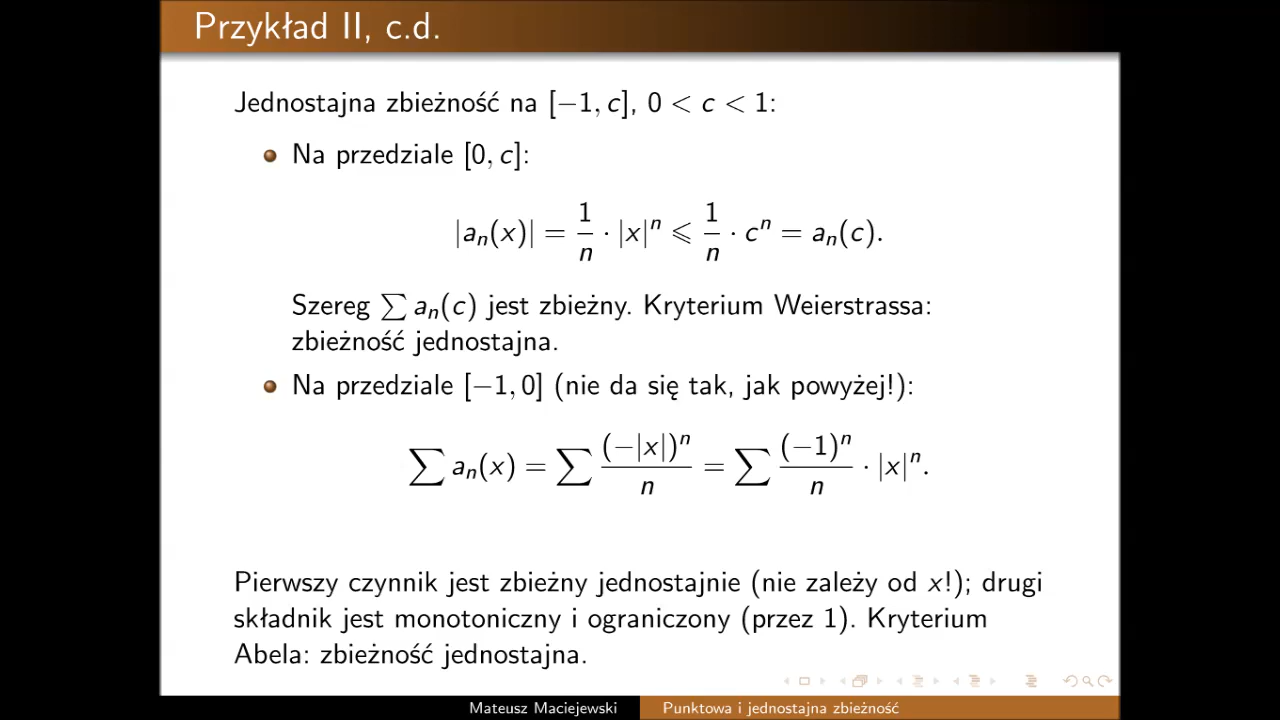 Przykład II, c.d.
Jednostajna zbieżność na [−1, c], 0 < c < 1:
Na przedziale [0, c]:
|aₙ(x)| = 1/n · |x|ⁿ ⩽ 1/n · cⁿ = aₙ(c).
Szereg ∑ aₙ(c) jest zbieżny. Kryterium Weierstrassa:
zbieżność jednostajna.
Na przedziale [−1, 0] (nie da się tak, jak powyżej!):
∑ aₙ(x) = ∑ (−|x|)ⁿ/n = ∑ (−1)ⁿ/n · |x|ⁿ.
Pierwszy czynnik jest zbieżny jednostajnie (nie zależy od x!); drugi
składnik jest monotoniczny i ograniczony (przez 1). Kryterium
Abela: zbieżność jednostajna.
Mateusz Maciejewski Punktowa i jednostajna zbieżność